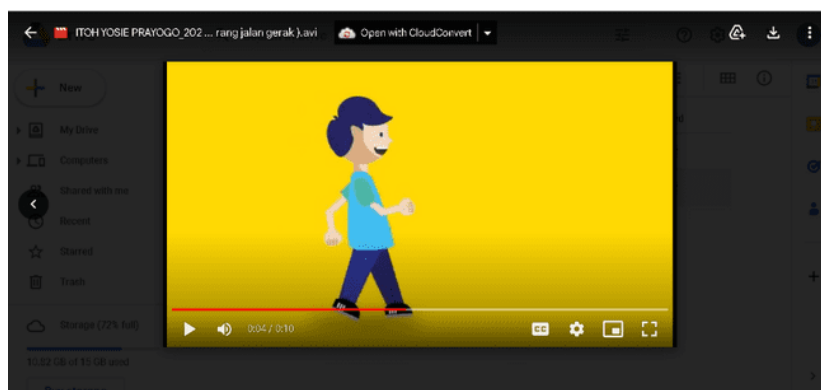 ITOH YOSIE PRAYOGO_202 ... rang jalan gerak ).avi
Open with CloudConvert
New
My Drive
Computers
Shared with me
Recent
Starred
Trash
Storage (72% full)
10.82 GB of 15 GB used
0:04 / 0:10
CC